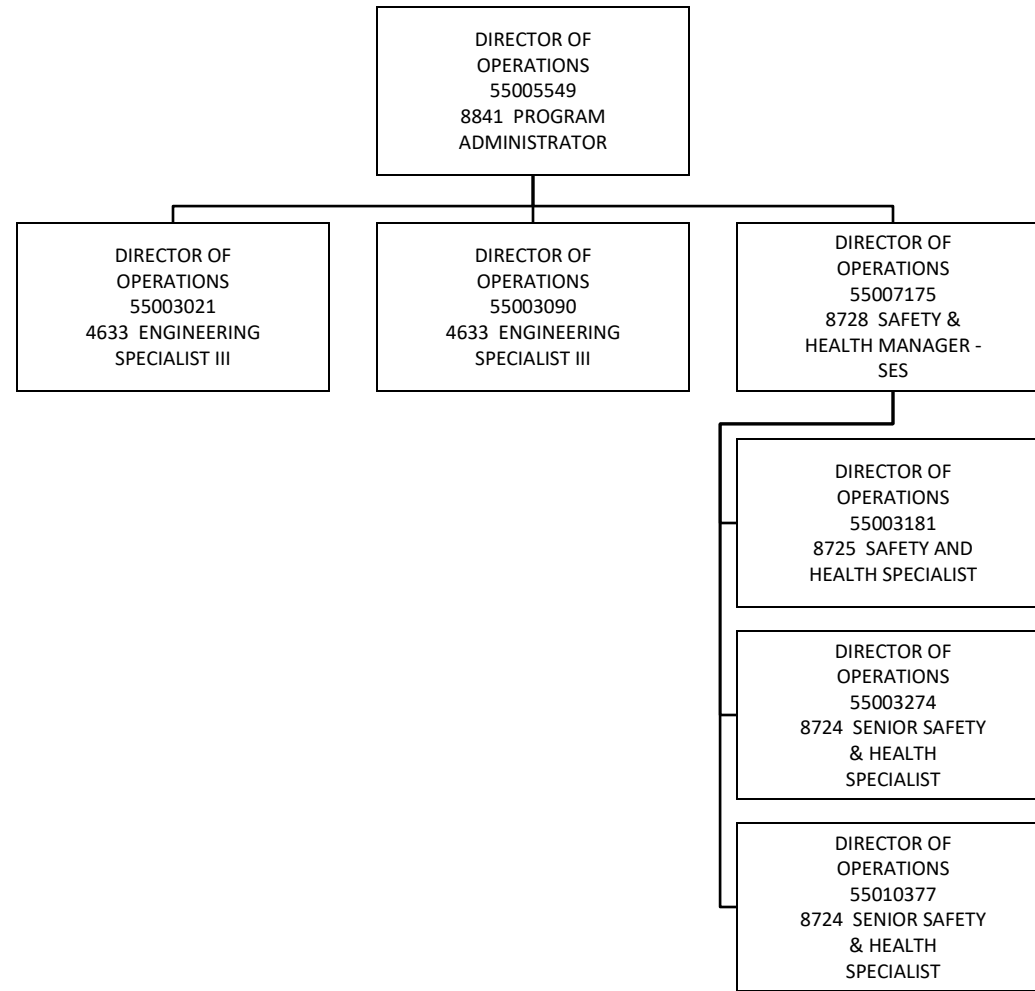 DIRECTOR OF
OPERATIONS
55005549
8841 PROGRAM
ADMINISTRATOR
DIRECTOR OF
OPERATIONS
55003021
4633 ENGINEERING
SPECIALIST III
DIRECTOR OF
OPERATIONS
55003090
4633 ENGINEERING
SPECIALIST III
DIRECTOR OF
OPERATIONS
55007175
8728 SAFETY &
HEALTH MANAGER -
SES
DIRECTOR OF
OPERATIONS
55003181
8725 SAFETY AND
HEALTH SPECIALIST
DIRECTOR OF
OPERATIONS
55003274
8724 SENIOR SAFETY
& HEALTH
SPECIALIST
DIRECTOR OF
OPERATIONS
55010377
8724 SENIOR SAFETY
& HEALTH
SPECIALIST